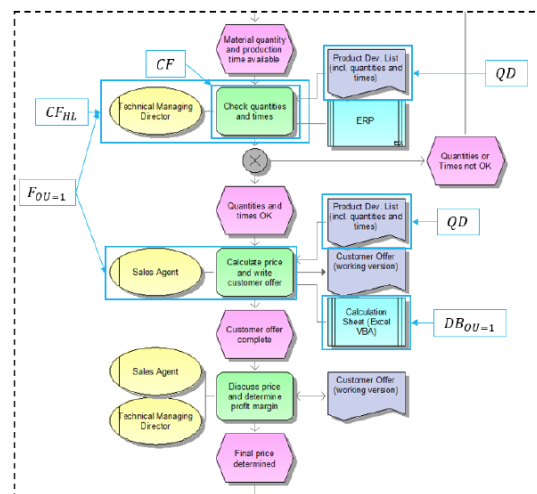 Material quantity
and production
time available
Product Dev. List
(incl. quantities and
times)
CF
QD
CF_HL
Technical Managing
Director
Check quantities
and times
ERP
Quantities or
Times not OK
F_OU=1
Quantities and
times OK
Product Dev. List
(incl. quantities and
times)
QD
Sales Agent
Calculate price
and write
customer offer
Customer Offer
(working version)
Customer offer
complete
Calculation
Sheet (Excel
VBA)
DB_OU=1
Sales Agent
Technical Managing
Director
Discuss price
and determine
profit margin
Customer Offer
(working version)
Final price
determined